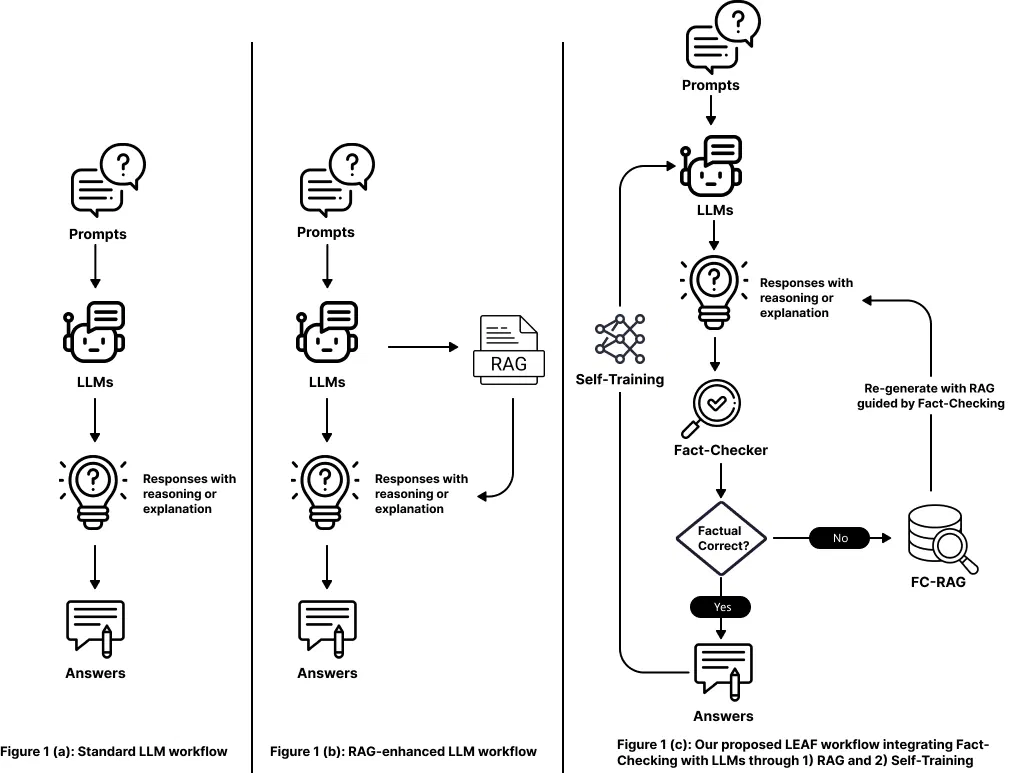 Prompts
LLMs
Responses with
reasoning or
explanation
Answers
Figure 1 (a): Standard LLM workflow
Prompts
LLMs
RAG
Responses with
reasoning or
explanation
Answers
Figure 1 (b): RAG-enhanced LLM workflow
Prompts
LLMs
Responses with
reasoning or
explanation
Self-Training
Re-generate with RAG
guided by Fact-Checking
Fact-Checker
Factual
Correct?
No
FC-RAG
Yes
Answers
Figure 1 (c): Our proposed LEAF workflow integrating Fact-
Checking with LLMs through 1) RAG and 2) Self-Training